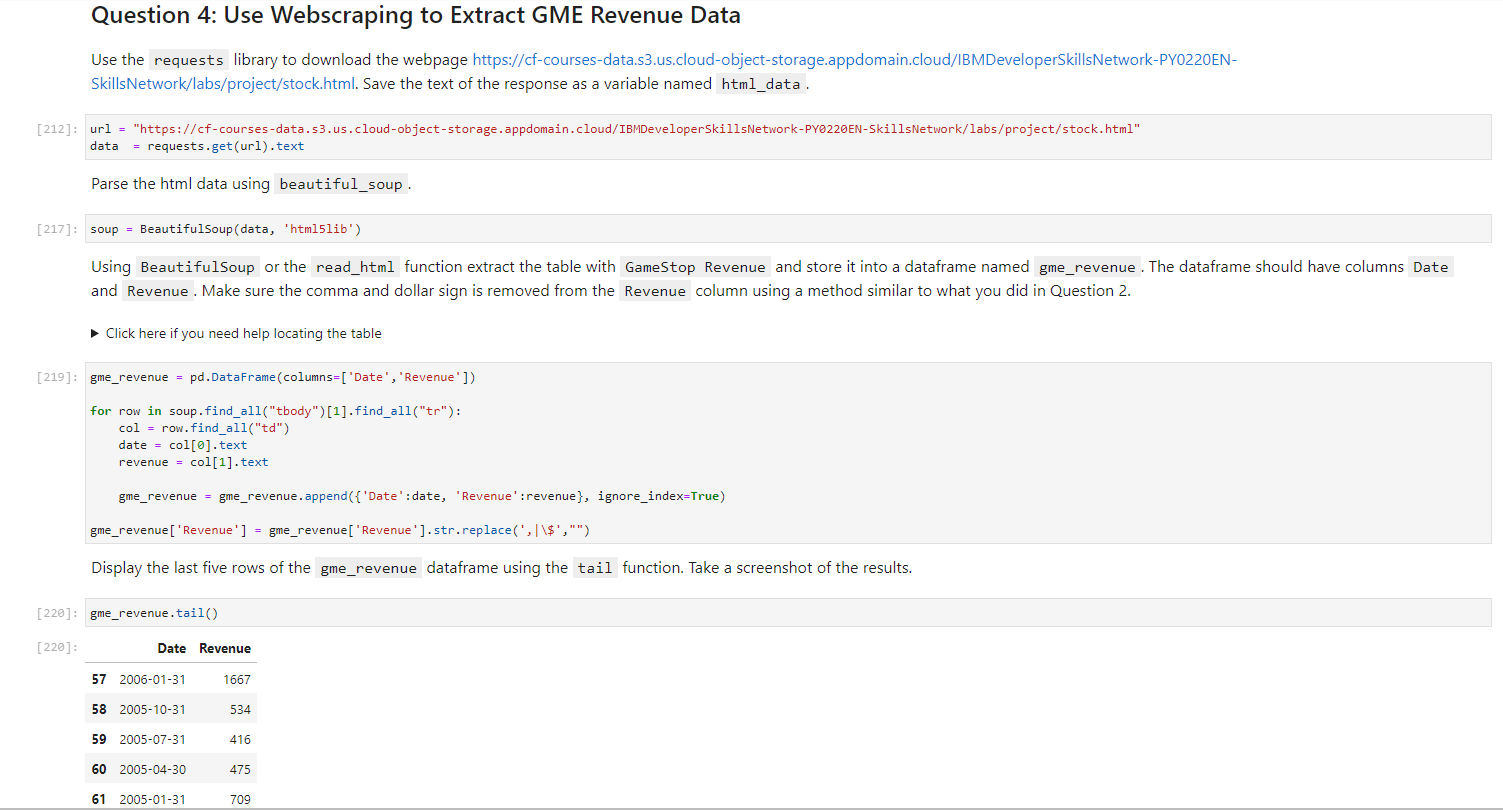 Question 4: Use Webscraping to Extract GME Revenue Data
Use the requests library to download the webpage https://cf-courses-data.s3.us.cloud-object-storage.appdomain.cloud/IBMDeveloperSkillsNetwork-PY0220EN-
SkillsNetwork/labs/project/stock.html. Save the text of the response as a variable named html_data.
[212]: url = "https://cf-courses-data.s3.us.cloud-object-storage.appdomain.cloud/IBMDeveloperSkillsNetwork-PY0220EN-SkillsNetwork/labs/project/stock.html"
data  = requests.get(url).text
Parse the html data using beautiful_soup.
[217]: soup = BeautifulSoup(data, 'html5lib')
Using BeautifulSoup or the read_html function extract the table with GameStop Revenue and store it into a dataframe named gme_revenue. The dataframe should have columns Date
and Revenue. Make sure the comma and dollar sign is removed from the Revenue column using a method similar to what you did in Question 2.
▶ Click here if you need help locating the table
[219]: gme_revenue = pd.DataFrame(columns=['Date','Revenue'])
for row in soup.find_all("tbody")[1].find_all("tr"):
    col = row.find_all("td")
    date = col[0].text
    revenue = col[1].text
    gme_revenue = gme_revenue.append({'Date':date, 'Revenue':revenue}, ignore_index=True)
gme_revenue['Revenue'] = gme_revenue['Revenue'].str.replace(',|\$',"")
Display the last five rows of the gme_revenue dataframe using the tail function. Take a screenshot of the results.
[220]: gme_revenue.tail()
[220]: Date Revenue
57 2006-01-31 1667
58 2005-10-31 534
59 2005-07-31 416
60 2005-04-30 475
61 2005-01-31 709